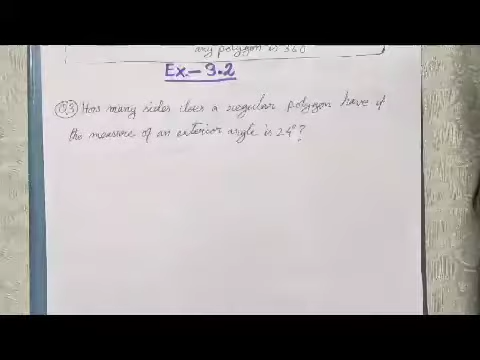 any polygon is 360
Ex.- 3.2
Q.3 How many sides does a regular polygon have if
the measure of an exterior angle is 24°?